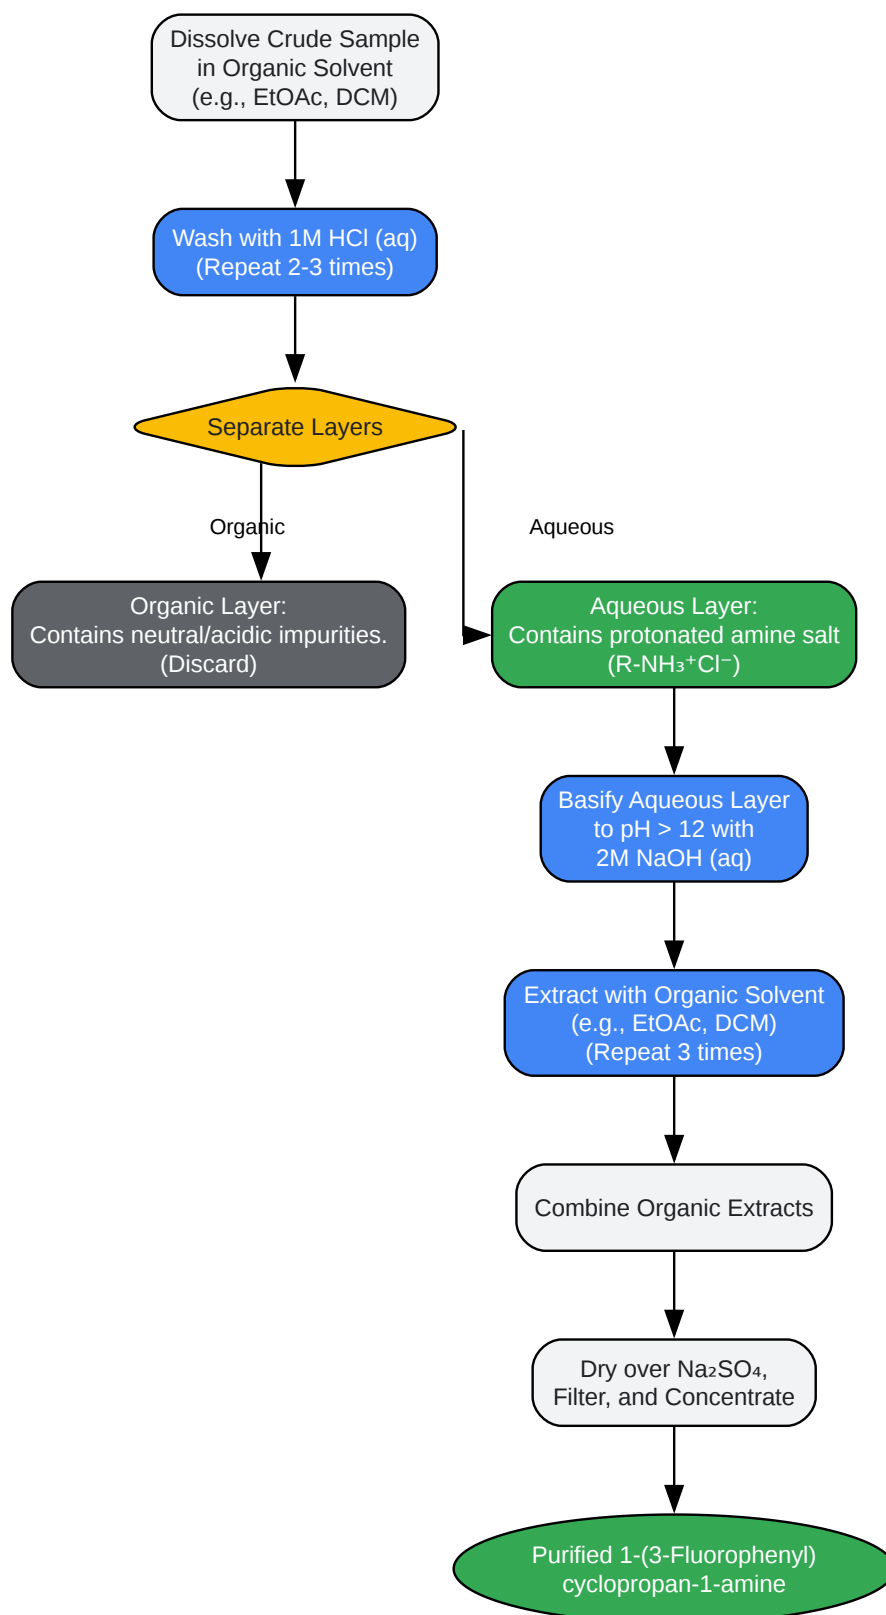 Dissolve Crude Sample
in Organic Solvent
(e.g., EtOAc, DCM)
Wash with 1M HCl (aq)
(Repeat 2-3 times)
Separate Layers
Organic
Aqueous
Organic Layer:
Contains neutral/acidic impurities.
(Discard)
Aqueous Layer:
Contains protonated amine salt
(R-NH₃⁺Cl⁻)
Basify Aqueous Layer
to pH > 12 with
2M NaOH (aq)
Extract with Organic Solvent
(e.g., EtOAc, DCM)
(Repeat 3 times)
Combine Organic Extracts
Dry over Na₂SO₄,
Filter, and Concentrate
Purified 1-(3-Fluorophenyl)
cyclopropan-1-amine